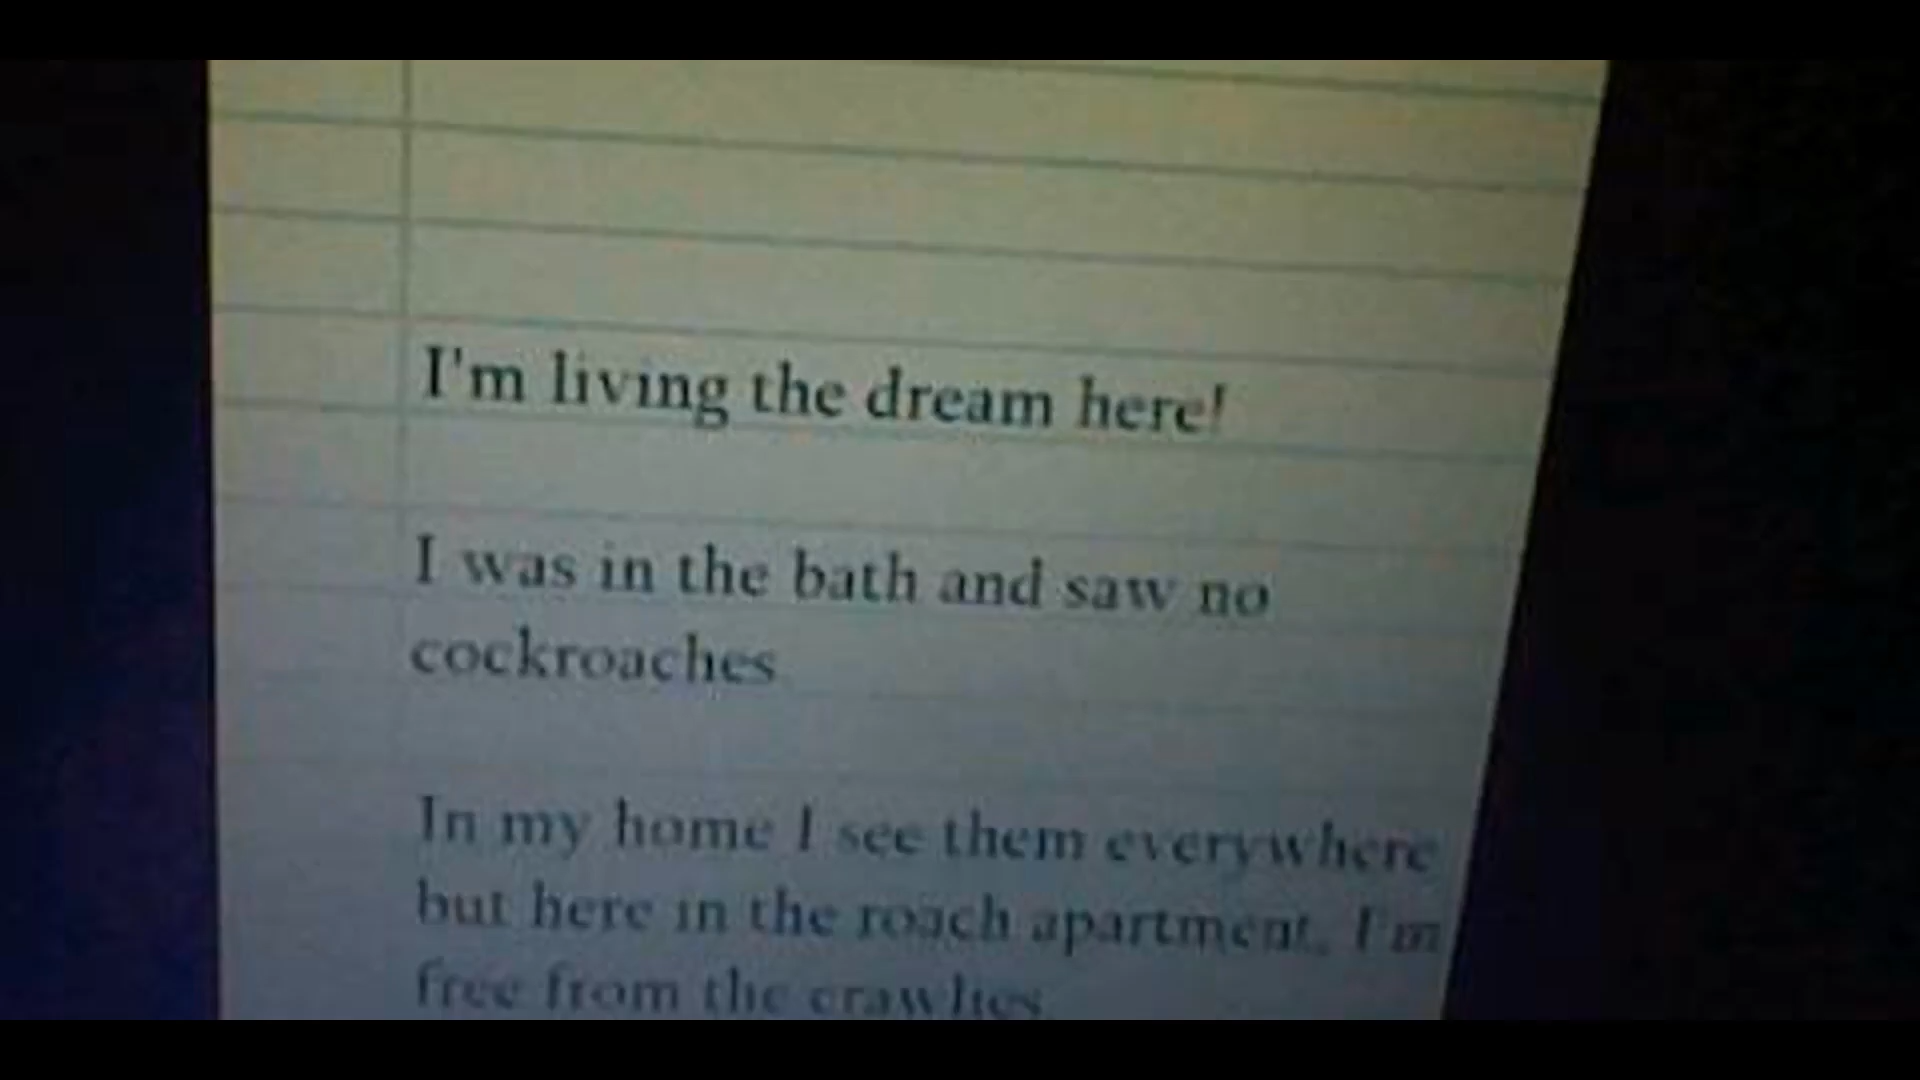 I'm living the dream here!
I was in the bath and saw no
cockroaches
In my home I see them everywhere
but here in the roach apartment, I'm
free from the crawlies